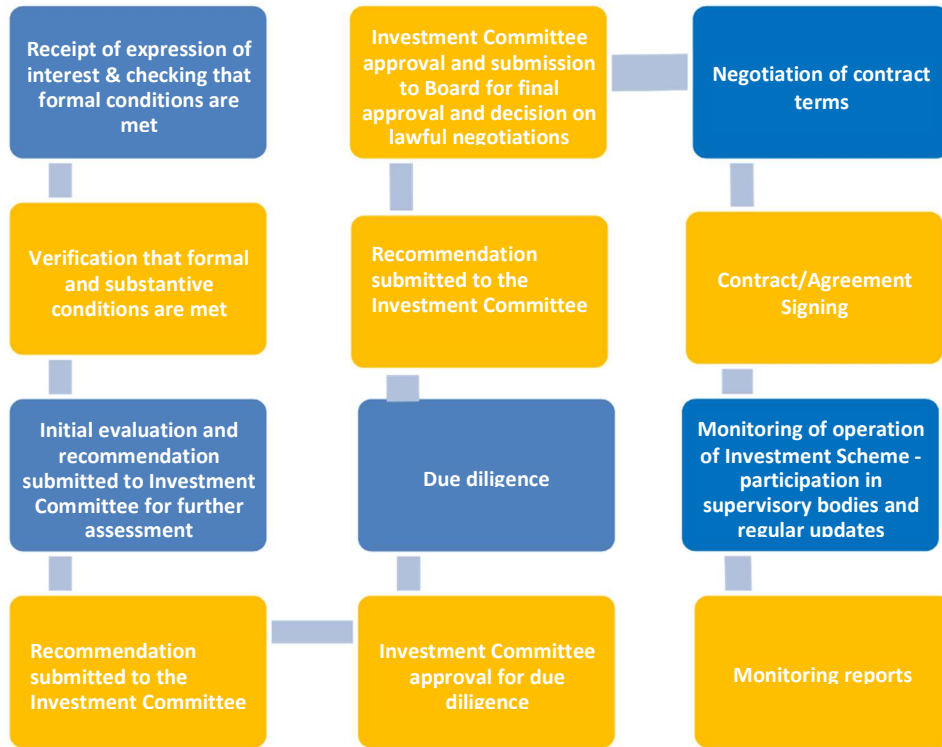 Receipt of expression of
interest & checking that
formal conditions are
met
Verification that formal
and substantive
conditions are met
Initial evaluation and
recommendation
submitted to Investment
Committee for further
assessment
Recommendation
submitted to the
Investment Committee
Investment Committee
approval for due
diligence
Due diligence
Recommendation
submitted to the
Investment Committee
Investment Committee
approval and submission
to Board for final
approval and decision on
lawful negotiations
Negotiation of contract
terms
Contract/Agreement
Signing
Monitoring of operation
of Investment Scheme -
participation in
supervisory bodies and
regular updates
Monitoring reports